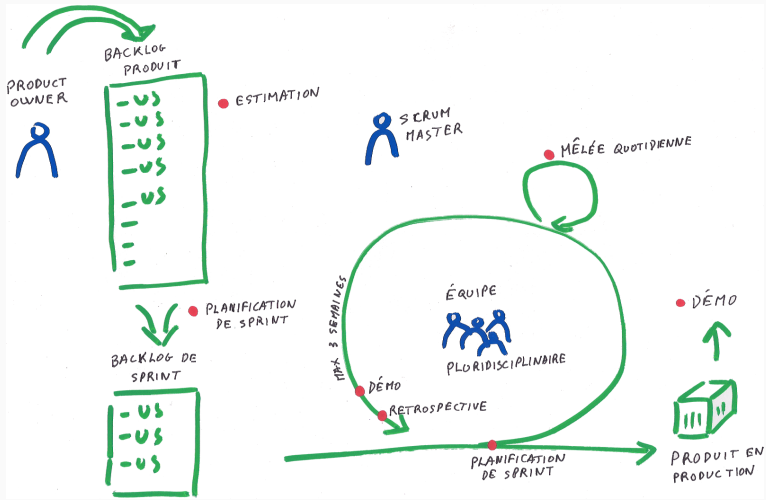 BACKLOG
PRODUIT
PRODUCT
OWNER
- US
- US
- US
- US
- US
-
-
-
ESTIMATION
SCRUM
MASTER
MÊLÉE QUOTIDIENNE
PLANIFICATION
DE SPRINT
BACKLOG DE
SPRINT
- US
- US
- US
MAX 3 SEMAINES
ÉQUIPE
PLURIDISCIPLINAIRE
DÉMO
RETROSPECTIVE
PLANIFICATION
DE SPRINT
DÉMO
PRODUIT EN
PRODUCTION